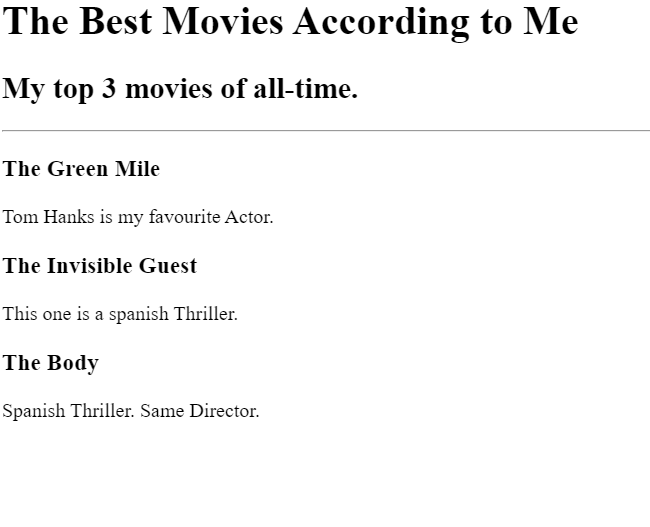 The Best Movies According to Me
My top 3 movies of all-time.
The Green Mile
Tom Hanks is my favourite Actor.
The Invisible Guest
This one is a spanish Thriller.
The Body
Spanish Thriller. Same Director.